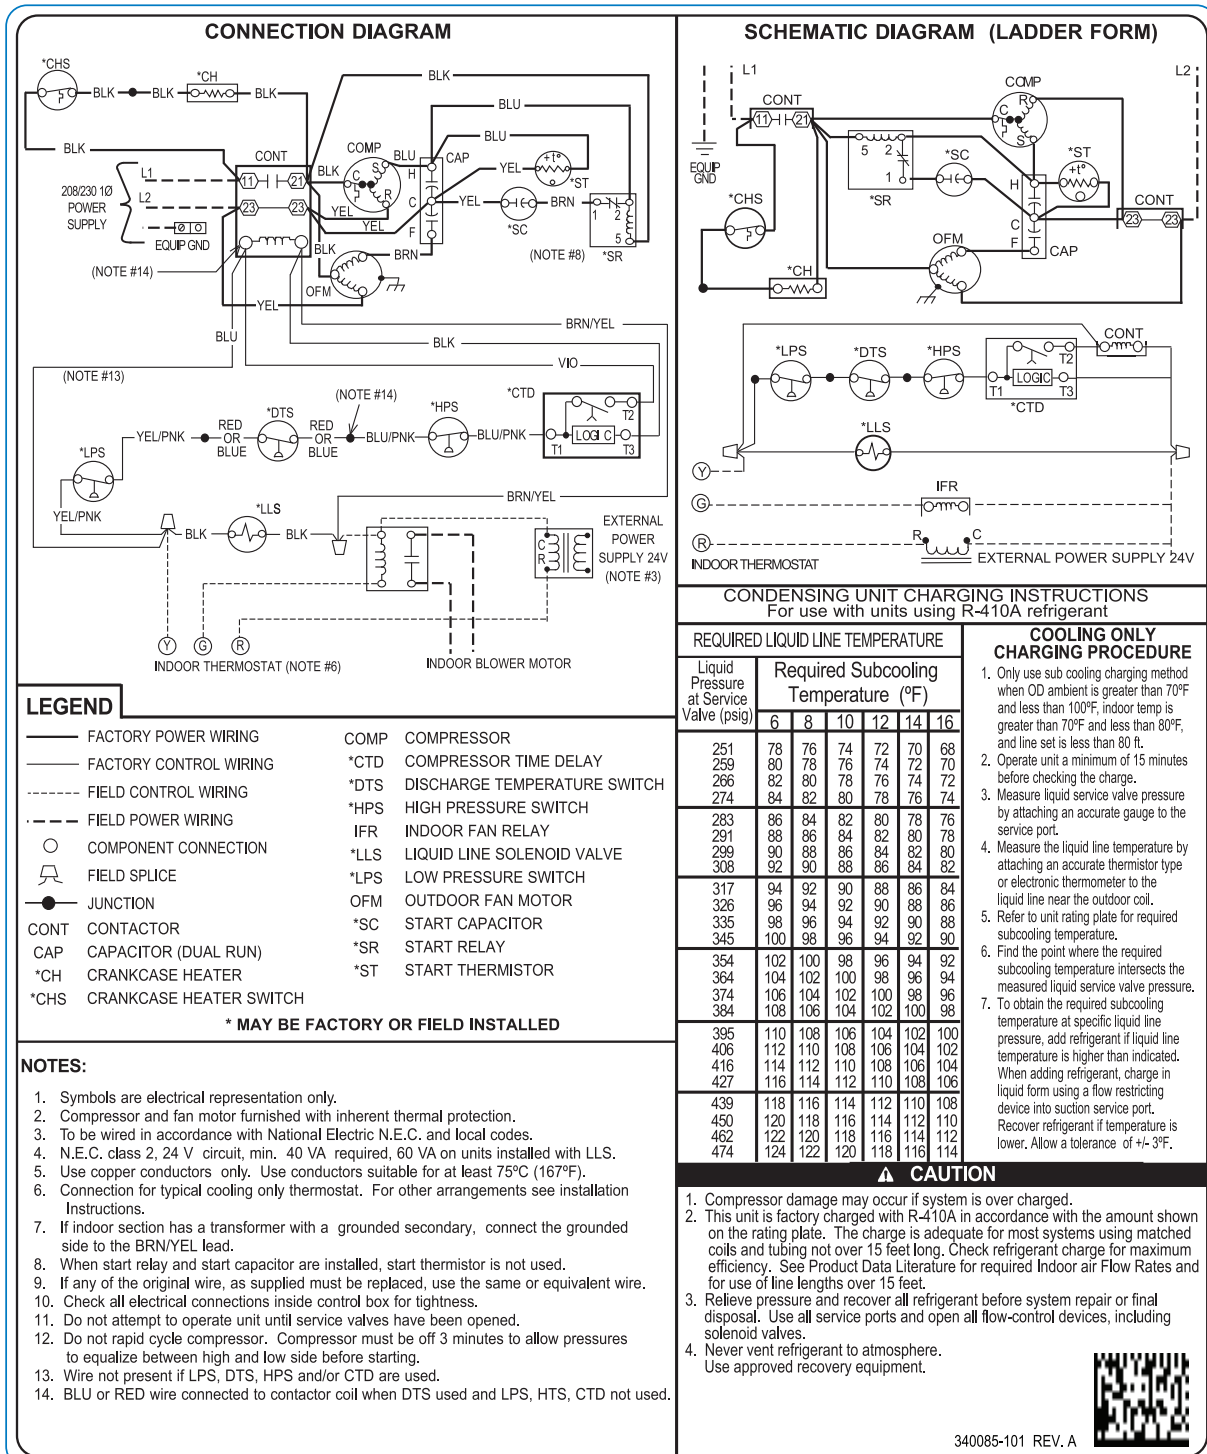 CONNECTION DIAGRAM
*CHS
BLK
BLK
*CH
BLK
BLK
BLU
BLK
BLU
CONT
COMP
BLU
CAP
YEL
+t°
*ST
L1
11
21
BLK
C
S
R
H
208/230 1Ø
POWER
SUPPLY
L2
23
23
YEL
YEL
C
YEL
*SC
BRN
1
2
5
*SR
(NOTE #8)
EQUIP GND
BLK
F
BRN
(NOTE #14)
OFM
YEL
BLU
BRN/YEL
BLK
VIO
(NOTE #13)
(NOTE #14)
*LPS
YEL/PNK
RED
OR
BLUE
*DTS
RED
OR
BLUE
BLU/PNK
*HPS
BLU/PNK
*CTD
T1
LOGIC
T2
T3
YEL/PNK
BLK
*LLS
BLK
BRN/YEL
C
R
EXTERNAL
POWER
SUPPLY 24V
(NOTE #3)
Y
G
R
INDOOR THERMOSTAT (NOTE #6)
INDOOR BLOWER MOTOR
SCHEMATIC DIAGRAM (LADDER FORM)
L1
L2
CONT
11
21
COMP
R
C
S
EQUIP
GND
5
2
1
*SR
*SC
*ST
+t°
H
C
F
CAP
CONT
23
23
*CHS
*CH
OFM
*LPS
*DTS
*HPS
T1
LOGIC
T2
T3
*CTD
CONT
*LLS
Y
IFR
G
R
R
C
INDOOR THERMOSTAT
EXTERNAL POWER SUPPLY 24V
LEGEND
FACTORY POWER WIRING
FACTORY CONTROL WIRING
FIELD CONTROL WIRING
FIELD POWER WIRING
COMPONENT CONNECTION
FIELD SPLICE
JUNCTION
CONT CONTACTOR
CAP CAPACITOR (DUAL RUN)
*CH CRANKCASE HEATER
*CHS CRANKCASE HEATER SWITCH
COMP COMPRESSOR
*CTD COMPRESSOR TIME DELAY
*DTS DISCHARGE TEMPERATURE SWITCH
*HPS HIGH PRESSURE SWITCH
IFR INDOOR FAN RELAY
*LLS LIQUID LINE SOLENOID VALVE
*LPS LOW PRESSURE SWITCH
OFM OUTDOOR FAN MOTOR
*SC START CAPACITOR
*SR START RELAY
*ST START THERMISTOR
* MAY BE FACTORY OR FIELD INSTALLED
NOTES:
1. Symbols are electrical representation only.
2. Compressor and fan motor furnished with inherent thermal protection.
3. To be wired in accordance with National Electric N.E.C. and local codes.
4. N.E.C. class 2, 24 V circuit, min. 40 VA required, 60 VA on units installed with LLS.
5. Use copper conductors only. Use conductors suitable for at least 75ºC (167ºF).
6. Connection for typical cooling only thermostat. For other arrangements see installation
Instructions.
7. If indoor section has a transformer with a grounded secondary, connect the grounded
side to the BRN/YEL lead.
8. When start relay and start capacitor are installed, start thermistor is not used.
9. If any of the original wire, as supplied must be replaced, use the same or equivalent wire.
10. Check all electrical connections inside control box for tightness.
11. Do not attempt to operate unit until service valves have been opened.
12. Do not rapid cycle compressor. Compressor must be off 3 minutes to allow pressures
to equalize between high and low side before starting.
13. Wire not present if LPS, DTS, HPS and/or CTD are used.
14. BLU or RED wire connected to contactor coil when DTS used and LPS, HTS, CTD not used.
CONDENSING UNIT CHARGING INSTRUCTIONS
For use with units using R-410A refrigerant
REQUIRED LIQUID LINE TEMPERATURE
Liquid
Pressure
at Service
Valve (psig)
Required Subcooling
Temperature (ºF)
6 8 10 12 14 16
251 78 76 74 72 70 68
259 80 78 76 74 72 70
266 82 80 78 76 74 72
274 84 82 80 78 76 74
283 86 84 82 80 78 76
291 88 86 84 82 80 78
299 90 88 86 84 82 80
308 92 90 88 86 84 82
317 94 92 90 88 86 84
326 96 94 92 90 88 86
335 98 96 94 92 90 88
345 100 98 96 94 92 90
354 102 100 98 96 94 92
364 104 102 100 98 96 94
374 106 104 102 100 98 96
384 108 106 104 102 100 98
395 110 108 106 104 102 100
406 112 110 108 106 104 102
416 114 112 110 108 106 104
427 116 114 112 110 108 106
439 118 116 114 112 110 108
450 120 118 116 114 112 110
462 122 120 118 116 114 112
474 124 122 120 118 116 114
COOLING ONLY
CHARGING PROCEDURE
1. Only use sub cooling charging method
when OD ambient is greater than 70ºF
and less than 100ºF, indoor temp is
greater than 70ºF and less than 80ºF,
and line set is less than 80 ft.
2. Operate unit a minimum of 15 minutes
before checking the charge.
3. Measure liquid service valve pressure
by attaching an accurate gauge to the
service port.
4. Measure the liquid line temperature by
attaching an accurate thermistor type
or electronic thermometer to the
liquid line near the outdoor coil.
5. Refer to unit rating plate for required
subcooling temperature.
6. Find the point where the required
subcooling temperature intersects the
measured liquid service valve pressure.
7. To obtain the required subcooling
temperature at specific liquid line
pressure, add refrigerant if liquid line
temperature is higher than indicated.
When adding refrigerant, charge in
liquid form using a flow restricting
device into suction service port.
Recover refrigerant if temperature is
lower. Allow a tolerance of +/- 3ºF.
CAUTION
1. Compressor damage may occur if system is over charged.
2. This unit is factory charged with R-410A in accordance with the amount shown
on the rating plate. The charge is adequate for most systems using matched
coils and tubing not over 15 feet long. Check refrigerant charge for maximum
efficiency. See Product Data Literature for required Indoor air Flow Rates and
for use of line lengths over 15 feet.
3. Relieve pressure and recover all refrigerant before system repair or final
disposal. Use all service ports and open all flow-control devices, including
solenoid valves.
4. Never vent refrigerant to atmosphere.
Use approved recovery equipment.
340085-101 REV. A